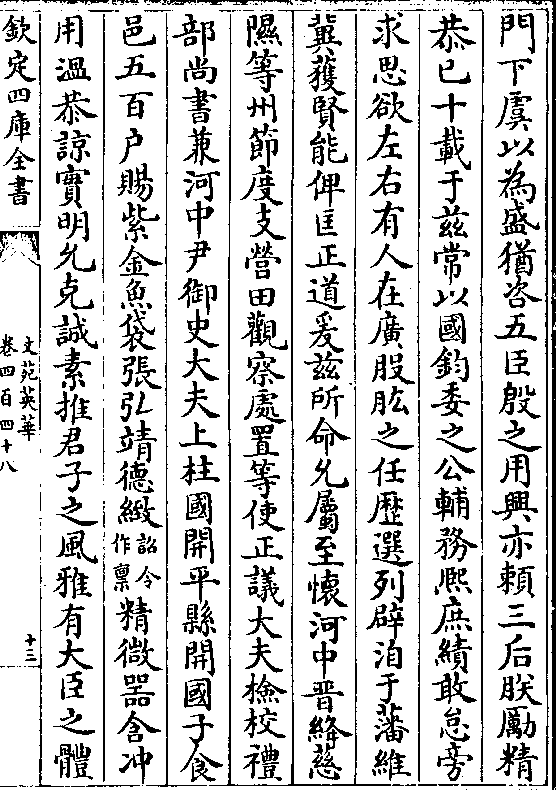 門下虞以為盛猶咨五臣殷之用興亦頼三后朕勵精
恭已十載于兹常以國鈞委之公輔務熈庶績敢怠旁
求思欲左右有人在廣股肱之任歴選列辟洎于藩維
冀獲賢能俾匡正道爰兹所命允屬至懷河中晋絳慈
隰等州節度支營田觀察處置等使正議大夫檢校禮
部尚書兼河中尹御史大夫上柱國開平縣開國子食
邑五百户賜紫金魚袋張弘靖德緻詔令作禀精微器含冲
用溫恭諒實明允克誠素推君子之風雅有大臣之體
欽定四庫全書
文苑英華
卷四百四十八
十三